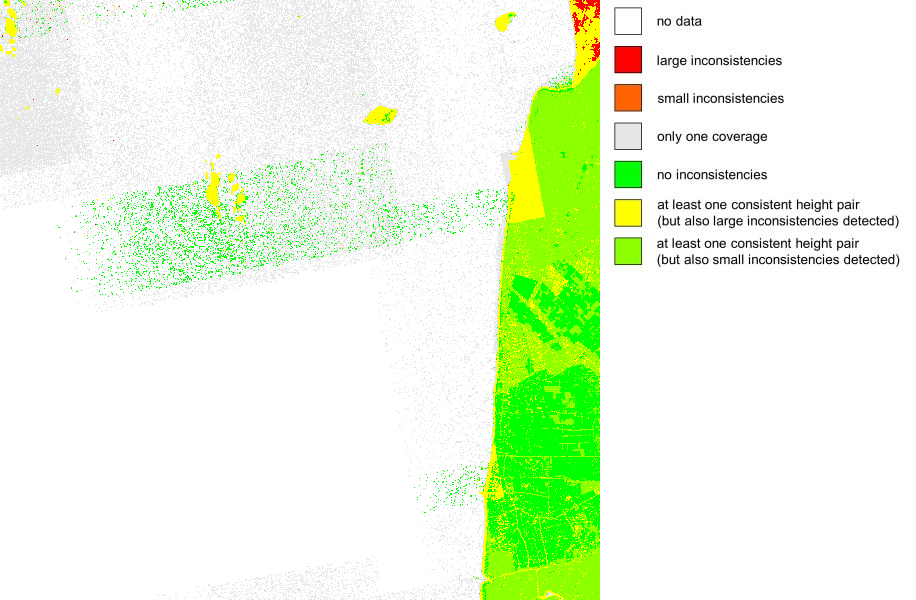 no data
large inconsistencies
small inconsistencies
only one coverage
no inconsistencies
at least one consistent height pair
(but also large inconsistencies detected)
at least one consistent height pair
(but also small inconsistencies detected)